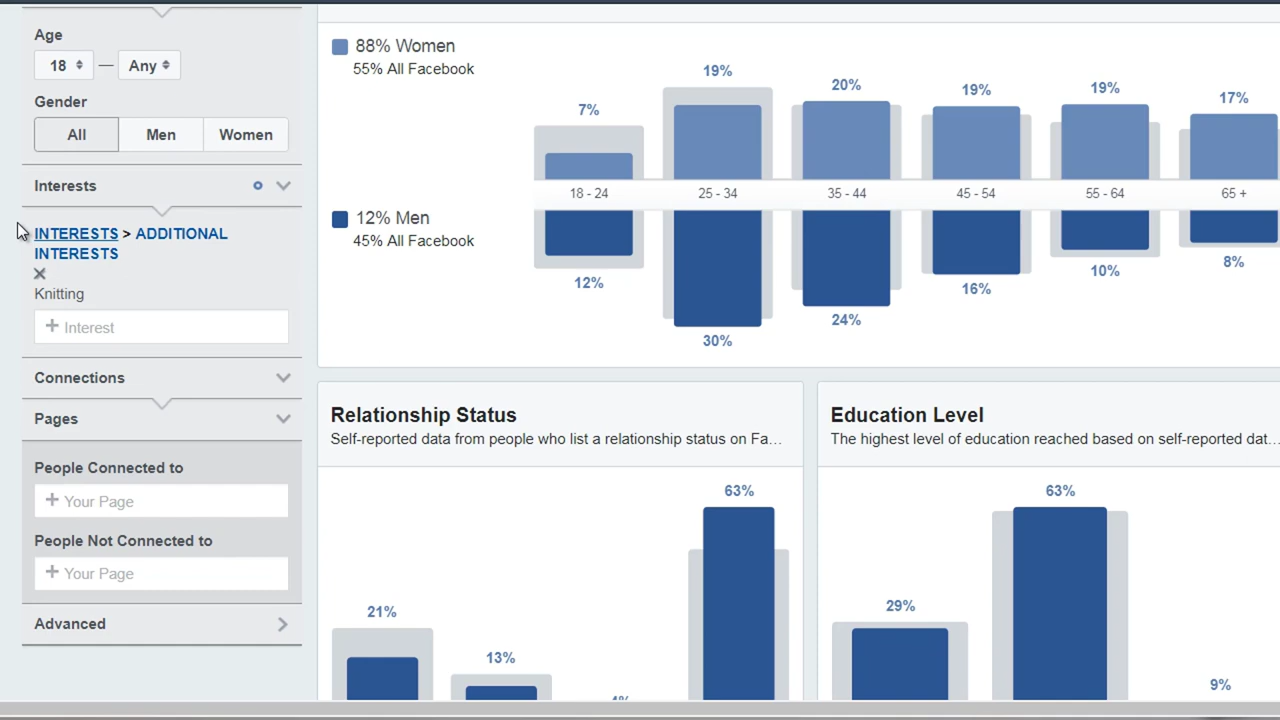 Age
18 — Any
Gender
All Men Women
Interests
INTERESTS > ADDITIONAL
INTERESTS
Knitting
+ Interest
Connections
Pages
People Connected to
+ Your Page
People Not Connected to
+ Your Page
Advanced
88% Women
55% All Facebook
7% 19% 20% 19% 19% 17%
18 - 24 25 - 34 35 - 44 45 - 54 55 - 64 65 +
12% Men
45% All Facebook
12% 30% 24% 16% 10% 8%
Relationship Status
Self-reported data from people who list a relationship status on Fa...
21% 13% 4% 63%
Education Level
The highest level of education reached based on self-reported dat...
29% 63% 9%